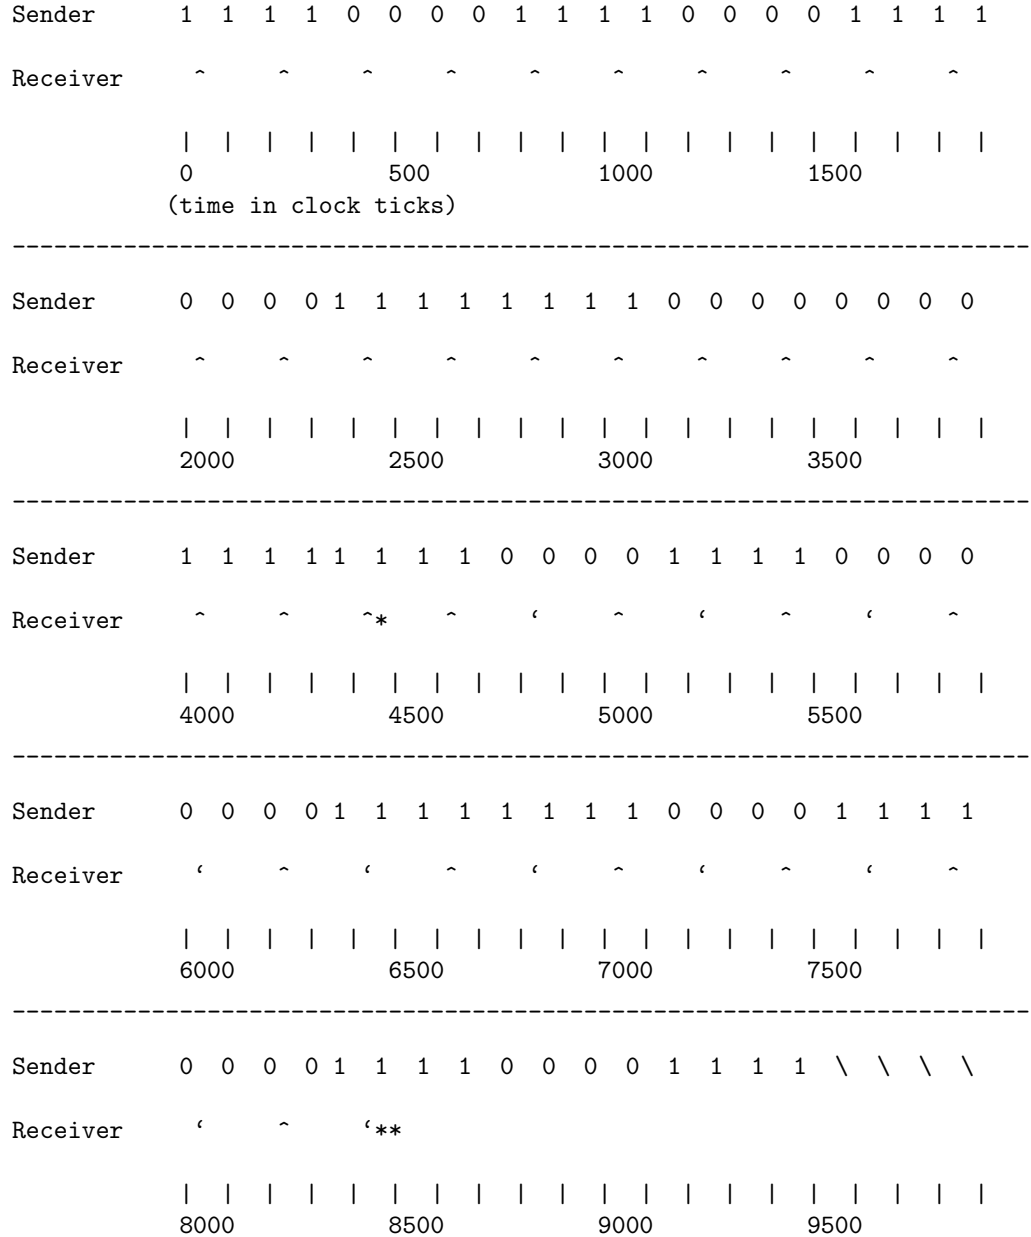 Sender 1 1 1 1 0 0 0 0 1 1 1 1 0 0 0 0 1 1 1 1
Receiver ^ ^ ^ ^ ^ ^ ^ ^ ^ ^
| | | | | | | | | | | | | | | | | | | |
0 500 1000 1500
(time in clock ticks)
-------------------------------------------------------------------------
Sender 0 0 0 0 1 1 1 1 1 1 1 1 0 0 0 0 0 0 0 0
Receiver ^ ^ ^ ^ ^ ^ ^ ^ ^ ^
| | | | | | | | | | | | | | | | | | | |
2000 2500 3000 3500
-------------------------------------------------------------------------
Sender 1 1 1 1 1 1 1 1 0 0 0 0 1 1 1 1 0 0 0 0
Receiver ^ ^ ^* ^ ‘ ^ ‘ ^ ‘ ^
| | | | | | | | | | | | | | | | | | | |
4000 4500 5000 5500
-------------------------------------------------------------------------
Sender 0 0 0 0 1 1 1 1 1 1 1 1 0 0 0 0 1 1 1 1
Receiver ‘ ^ ‘ ^ ‘ ^ ‘ ^ ‘ ^
| | | | | | | | | | | | | | | | | | | |
6000 6500 7000 7500
-------------------------------------------------------------------------
Sender 0 0 0 0 1 1 1 1 0 0 0 0 1 1 1 1 \ \ \ \
Receiver ‘ ^ ‘**
| | | | | | | | | | | | | | | | | | | |
8000 8500 9000 9500